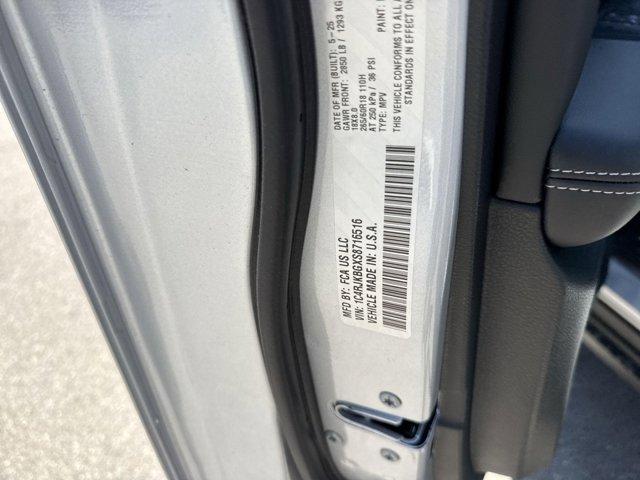 MFD BY: FCA US LLC
VIN: 1C4RJKBGXS8716516
VEHICLE MADE IN: U.S.A.
DATE OF MFR (BUILT): 5-25
GAWR FRONT: 2850 LB / 1293 KG
18X8.0
265/60R18 110H
AT 250 kPa / 36 PSI
TYPE: MPV
PAINT:
THIS VEHICLE CONFORMS TO ALL
STANDARDS IN EFFECT ON